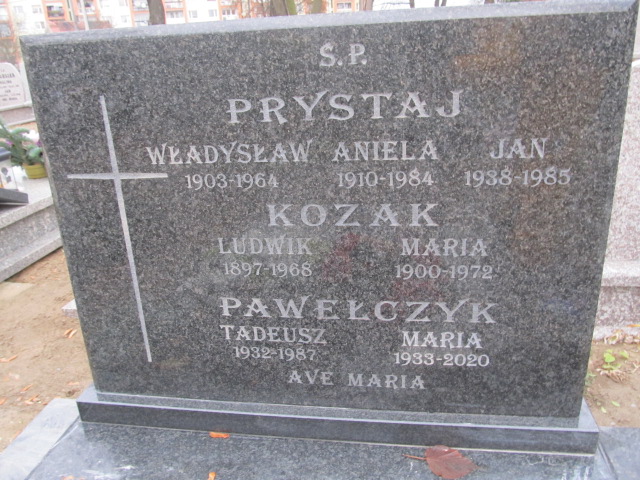 Ś.P.
PRYSTAJ
WŁADYSŁAW ANIELA JAN
1903-1964 1910-1984 1938-1985
KOZAK
LUDWIK MARIA
1897-1968 1900-1972
PAWEŁCZYK
TADEUSZ MARIA
1932-1987 1933-2020
AVE MARIA